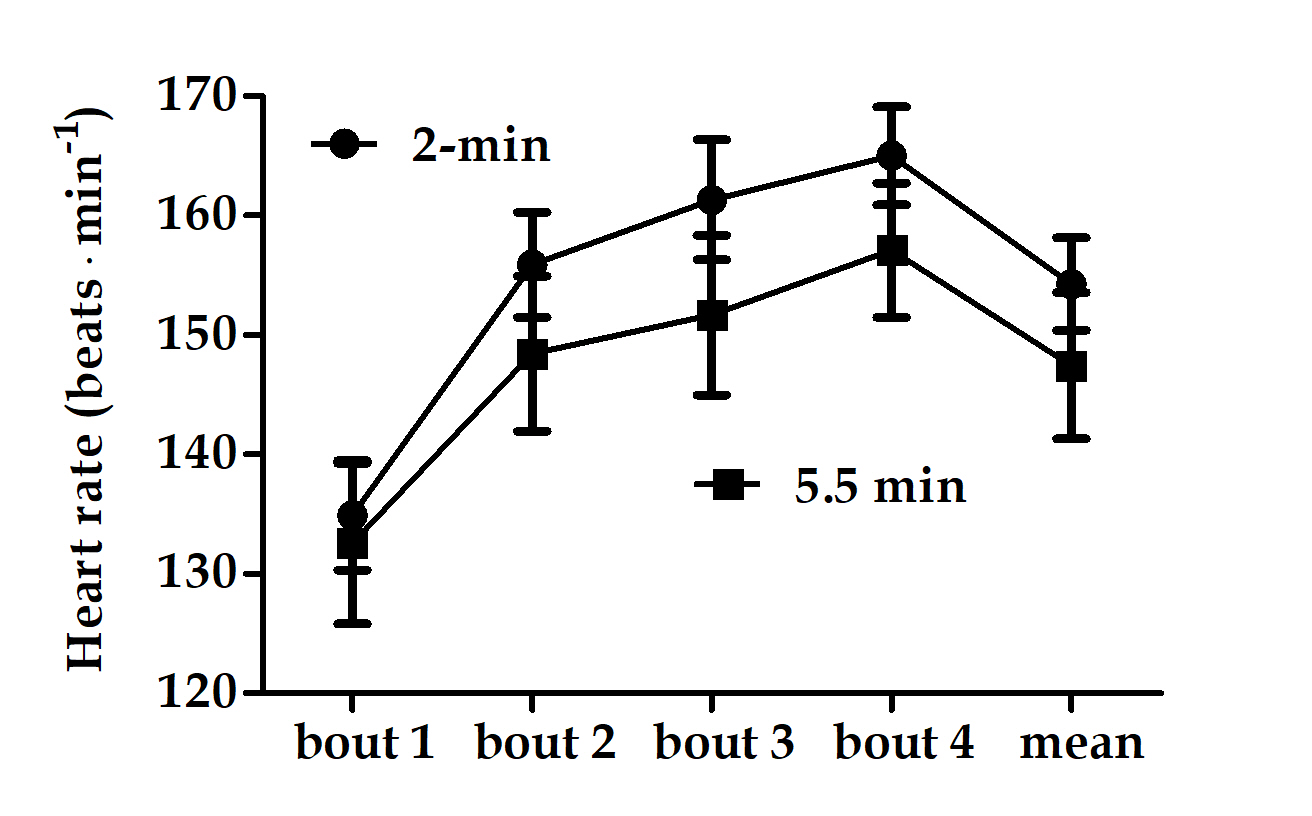 Heart rate (beats · min⁻¹)
170
160
150
140
130
120
2-min
5.5 min
bout 1 bout 2 bout 3 bout 4 mean